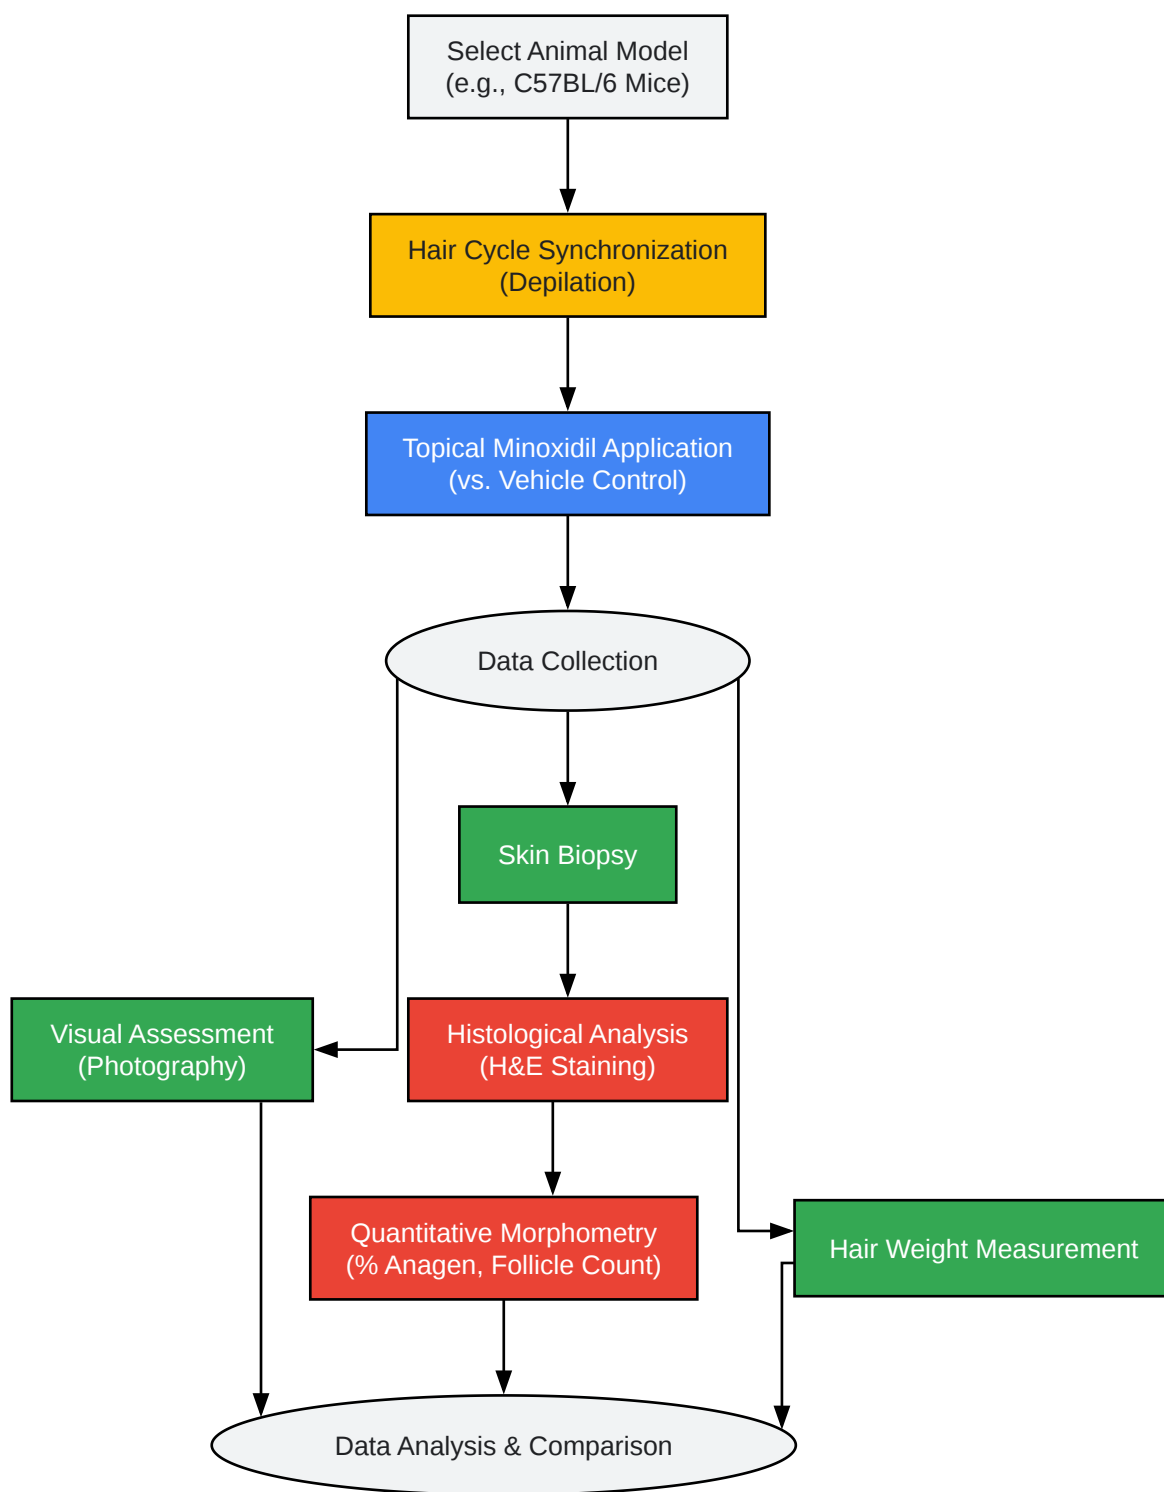 Select Animal Model
(e.g., C57BL/6 Mice)
Hair Cycle Synchronization
(Depilation)
Topical Minoxidil Application
(vs. Vehicle Control)
Data Collection
Skin Biopsy
Visual Assessment
(Photography)
Histological Analysis
(H&E Staining)
Quantitative Morphometry
(% Anagen, Follicle Count)
Hair Weight Measurement
Data Analysis & Comparison